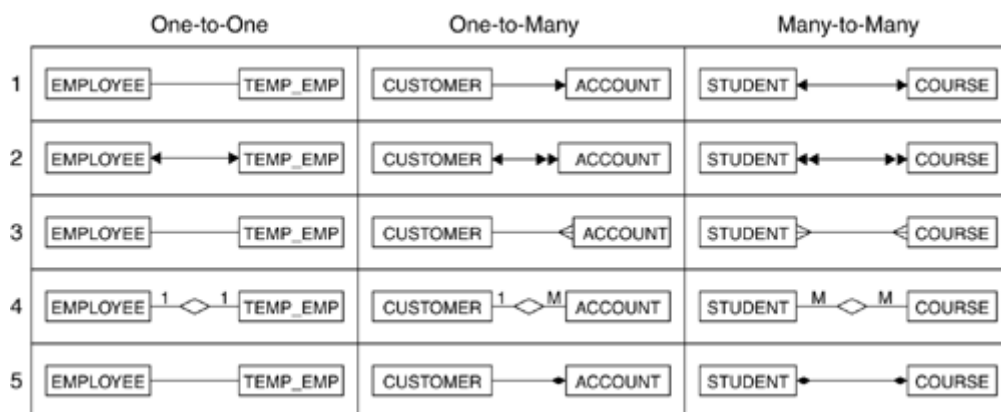 One-to-One One-to-Many Many-to-Many
1 EMPLOYEE TEMP_EMP CUSTOMER ACCOUNT STUDENT COURSE
2 EMPLOYEE TEMP_EMP CUSTOMER ACCOUNT STUDENT COURSE
3 EMPLOYEE TEMP_EMP CUSTOMER ACCOUNT STUDENT COURSE
4 EMPLOYEE 1 1 TEMP_EMP CUSTOMER 1 M ACCOUNT STUDENT M M COURSE
5 EMPLOYEE TEMP_EMP CUSTOMER ACCOUNT STUDENT COURSE